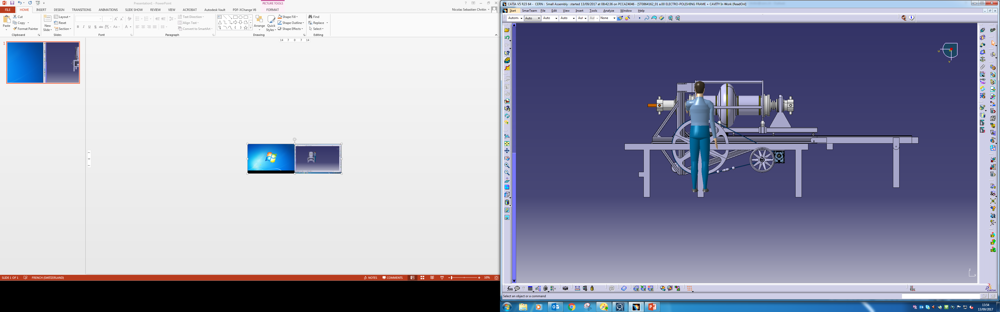 Presentation1 - PowerPoint
PICTURE TOOLS
FILE HOME INSERT DESIGN TRANSITIONS ANIMATIONS SLIDE SHOW REVIEW VIEW ACROBAT Autodesk Vault PDF-XChange V6 FORMAT
Nicolas Sebastien Chritin
Paste
Cut
Copy
Format Painter
Clipboard
New
Slide
Layout
Reset
Section
Slides
B I U S abc AV Aa A
Font
Text Direction
Align Text
Convert to SmartArt
Paragraph
Arrange
Quick
Styles
Shape Fill
Shape Outline
Shape Effects
Drawing
Find
Replace
Select
Editing
1
14 7 0 7 14
7 0 7
SLIDE 1 OF 1
FRENCH (SWITZERLAND)
NOTES
COMMENTS
10%
CATIA V5 R23 64 - CERN : Small Assembly : started 13/09/2017 at 08:42:36 on PCCAZ4046 - [ST0864162_01 a.00 ELECTRO-POLISHING FRAME + CAVITY In Work (ReadOnl]
Start SmarTeam File Edit View Insert Tools Analyze Window Help
Autom Auto Auto Auto Aut Aut None
u
w
v
z
x
f(x)
CATIA
Select an object or a command
13:54
13/09/2017